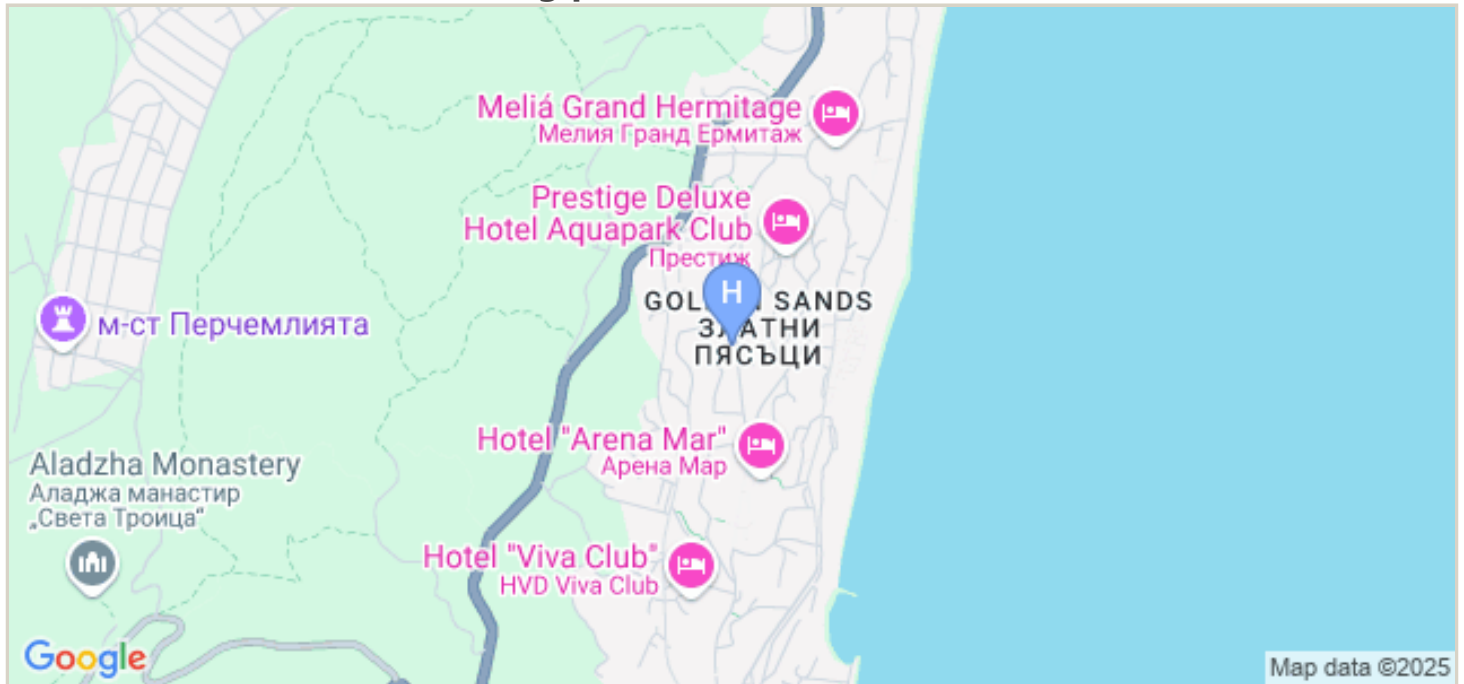 Meliá Grand Hermitage
Мелия Гранд Ермитаж
Prestige Deluxe
Hotel Aquapark Club
Престиж
H
SANDS
ЗЛАТНИ
ПЯСЪЦИ
м-ст Перчемлията
Hotel "Arena Mar"
Арена Мар
Aladzha Monastery
Аладжа манастир
„Света Троица“
Hotel "Viva Club"
HVD Viva Club
Google
Map data ©2025